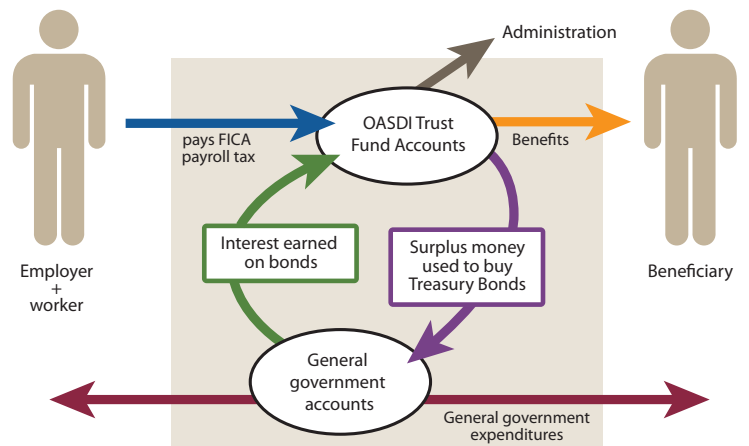 Administration
OASDI Trust
Fund Accounts
pays FICA
payroll tax
Benefits
Interest earned
on bonds
Surplus money
used to buy
Treasury Bonds
Employer
+
worker
Beneficiary
General
government
accounts
General government
expenditures